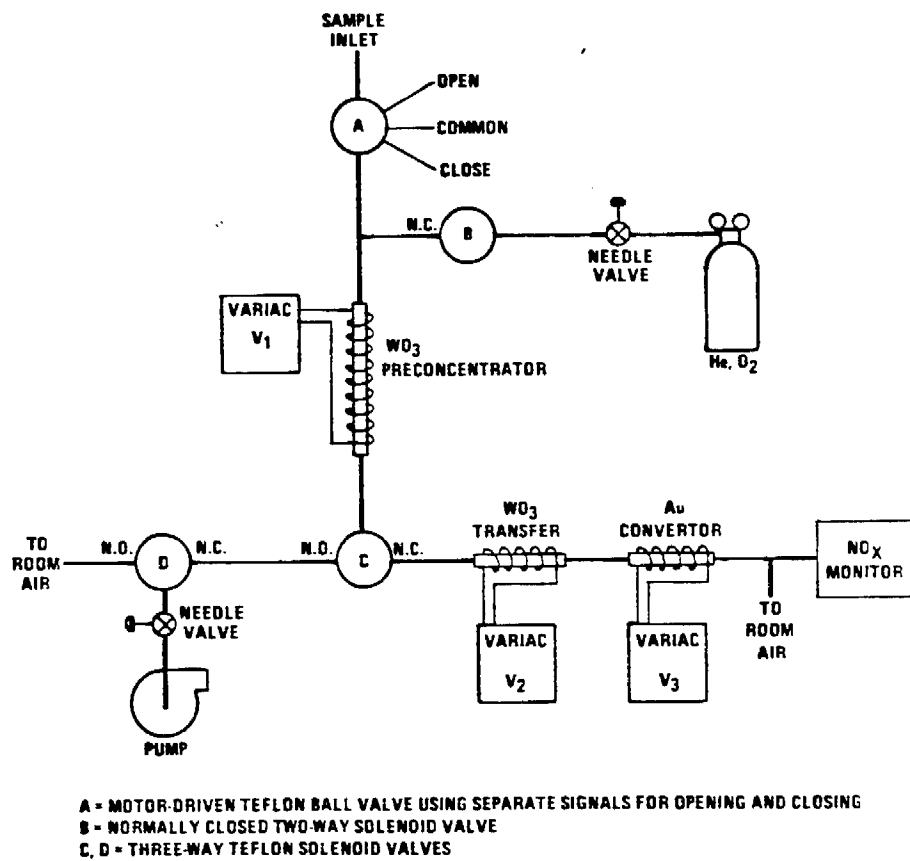 SAMPLE
INLET
OPEN
A
COMMON
CLOSE
N.C.
B
NEEDLE
VALVE
VARIAC
V1
WO3
PRECONCENTRATOR
He, O2
WO3
TRANSFER
Au
CONVERTOR
TO
ROOM
AIR
N.O.
D
N.C.
N.O.
C
N.C.
NOX
MONITOR
NEEDLE
VALVE
VARIAC
V2
VARIAC
V3
TO
ROOM
AIR
PUMP
A = MOTOR-DRIVEN TEFLON BALL VALVE USING SEPARATE SIGNALS FOR OPENING AND CLOSING
B = NORMALLY CLOSED TWO-WAY SOLENOID VALVE
C, D = THREE-WAY TEFLON SOLENOID VALVES